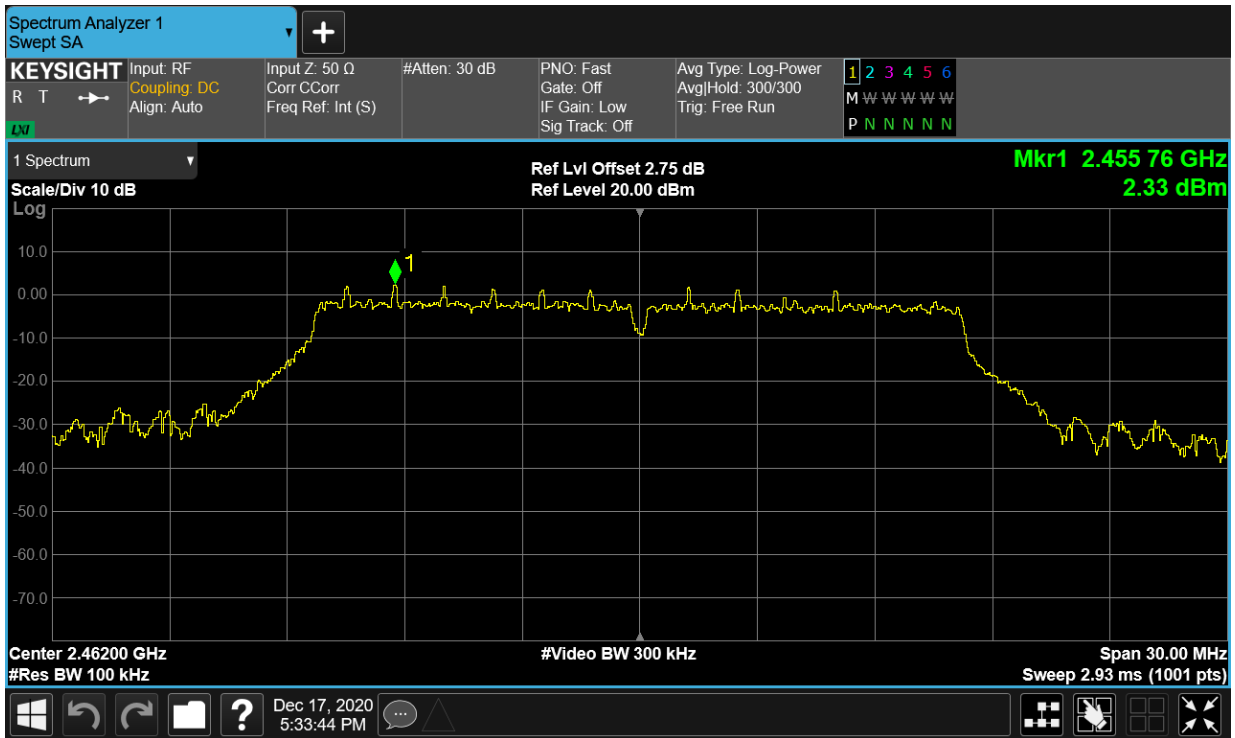 Spectrum Analyzer 1
Swept SA
+
KEYSIGHT
R T
LXI
Input: RF
Coupling: DC
Align: Auto
Input Z: 50 Ω
Corr CCorr
Freq Ref: Int (S)
#Atten: 30 dB
PNO: Fast
Gate: Off
IF Gain: Low
Sig Track: Off
Avg Type: Log-Power
Avg|Hold: 300/300
Trig: Free Run
1 2 3 4 5 6
M W W W W W
P N N N N N N
1 Spectrum
Scale/Div 10 dB
Log
Ref Lvl Offset 2.75 dB
Ref Level 20.00 dBm
Mkr1 2.455 76 GHz
2.33 dBm
10.0
1
0.00
-10.0
-20.0
-30.0
-40.0
-50.0
-60.0
-70.0
Center 2.46200 GHz
#Video BW 300 kHz
Span 30.00 MHz
#Res BW 100 kHz
Sweep 2.93 ms (1001 pts)
?
Dec 17, 2020
5:33:44 PM